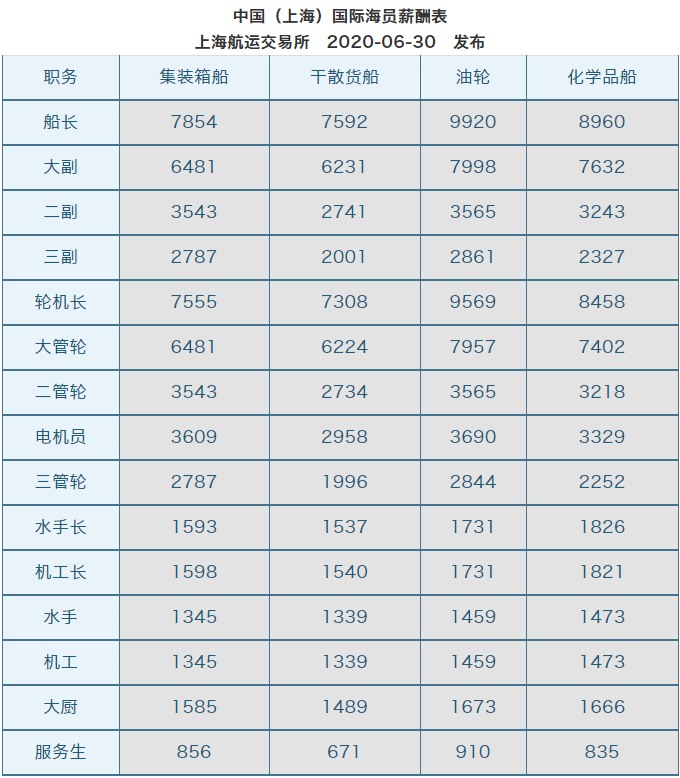 中国（上海）国际海员薪酬表
上海航运交易所 2020-06-30 发布
职务 集装箱船 干散货船 油轮 化学品船
船长 7854 7592 9920 8960
大副 6481 6231 7998 7632
二副 3543 2741 3565 3243
三副 2787 2001 2861 2327
轮机长 7555 7308 9569 8458
大管轮 6481 6224 7957 7402
二管轮 3543 2734 3565 3218
电机员 3609 2958 3690 3329
三管轮 2787 1996 2844 2252
水手长 1593 1537 1731 1826
机工长 1598 1540 1731 1821
水手 1345 1339 1459 1473
机工 1345 1339 1459 1473
大厨 1585 1489 1673 1666
服务生 856 671 910 835